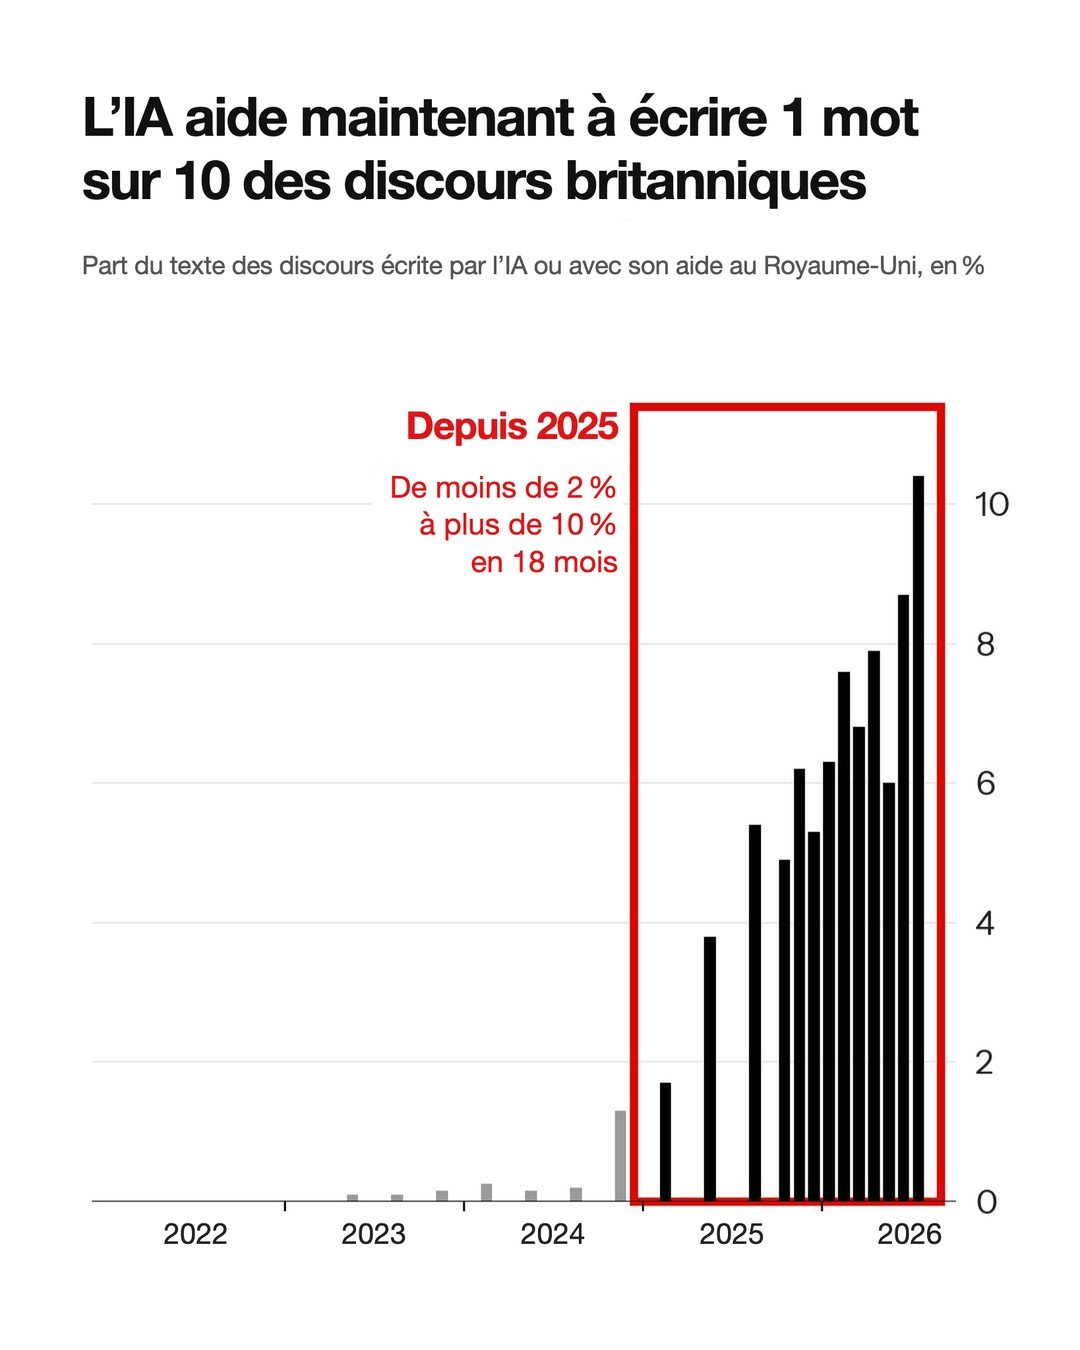 L’IA aide maintenant à écrire 1 mot
sur 10 des discours britanniques
Part du texte des discours écrite par l’IA ou avec son aide au Royaume-Uni, en %
Depuis 2025
De moins de 2 %
à plus de 10 %
en 18 mois
10
8
6
4
2
0
2022 2023 2024 2025 2026